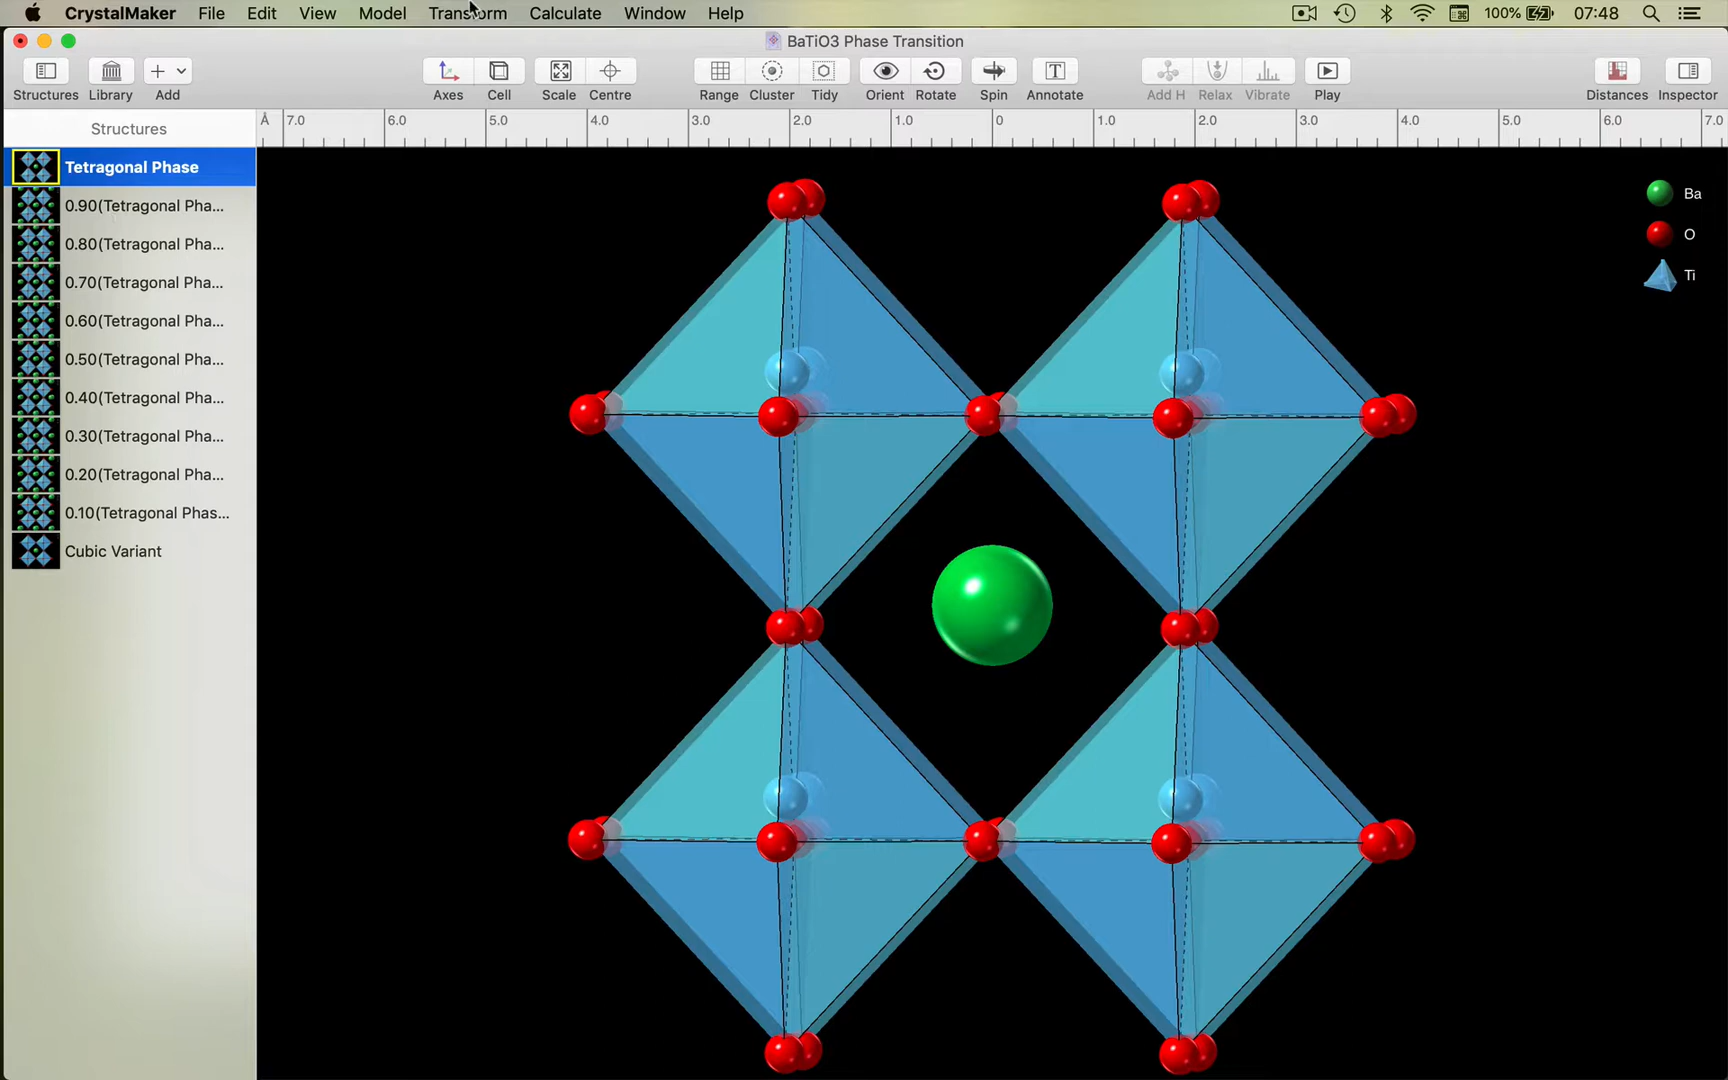 CrystalMaker File Edit View Model Transform Calculate Window Help 100% 07:48
BaTiO3 Phase Transition
Structures Library Add Axes Cell Scale Centre Range Cluster Tidy Orient Rotate Spin Annotate Add H Relax Vibrate Play Distances Inspector
Å 7.0 6.0 5.0 4.0 3.0 2.0 1.0 0 1.0 2.0 3.0 4.0 5.0 6.0 7.0
Structures
Tetragonal Phase
0.90(Tetragonal Pha...
0.80(Tetragonal Pha...
0.70(Tetragonal Pha...
0.60(Tetragonal Pha...
0.50(Tetragonal Pha...
0.40(Tetragonal Pha...
0.30(Tetragonal Pha...
0.20(Tetragonal Pha...
0.10(Tetragonal Phas...
Cubic Variant
Ba
O
Ti